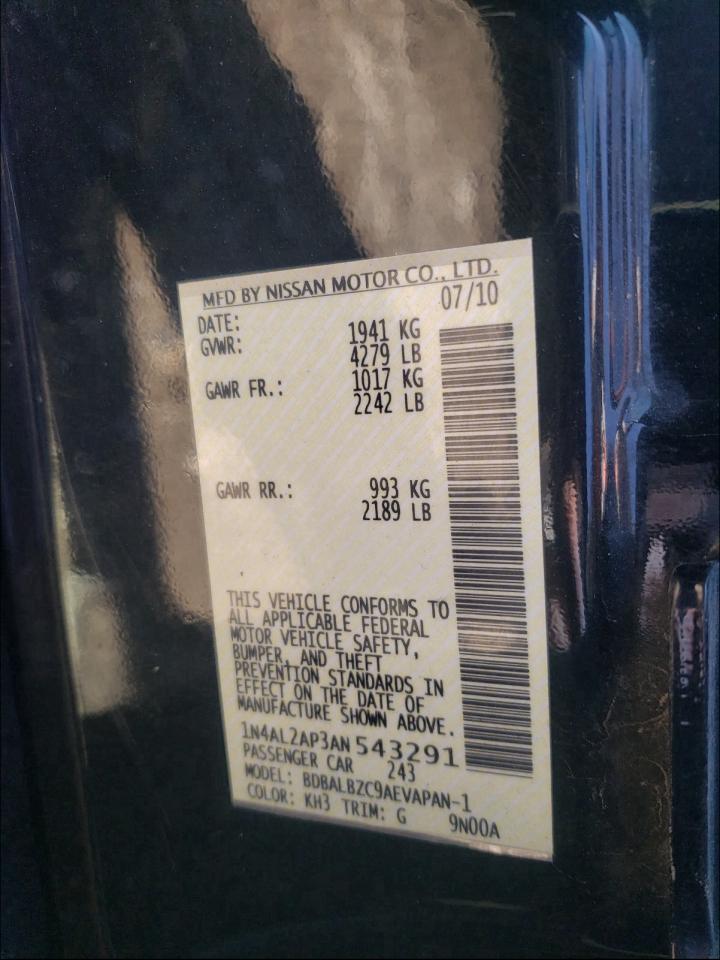 MFD BY NISSAN MOTOR CO., LTD.
DATE: 07/10
GVWR: 1941 KG
4279 LB
GAWR FR.: 1017 KG
2242 LB
GAWR RR.: 993 KG
2189 LB
THIS VEHICLE CONFORMS TO
ALL APPLICABLE FEDERAL
MOTOR VEHICLE SAFETY,
BUMPER, AND THEFT
PREVENTION STANDARDS IN
EFFECT ON THE DATE OF
MANUFACTURE SHOWN ABOVE.
1N4AL2AP3AN543291
PASSENGER CAR 243
MODEL: BDBALBZC9AEVAPAN-1
COLOR: KH3 TRIM: G 9N00A